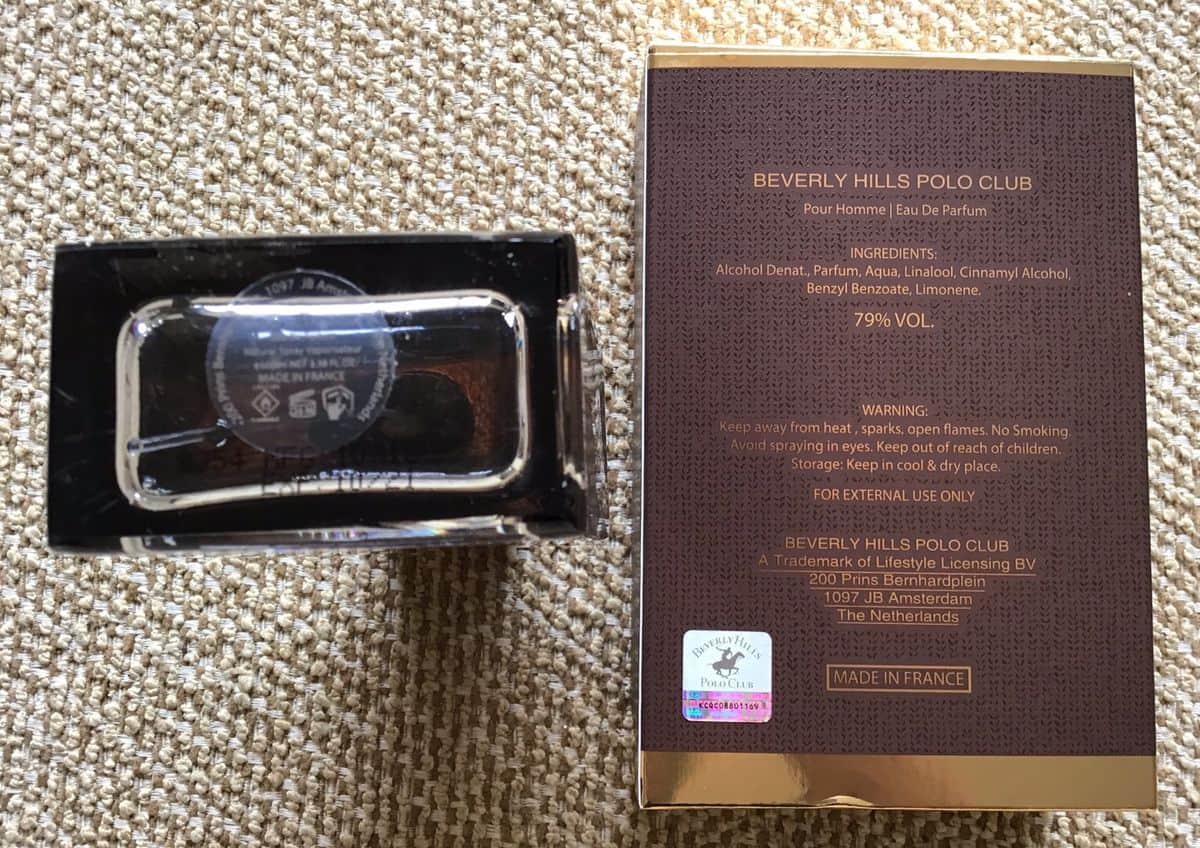 1097 JB
Natural Spray Vaporisateur
MADE IN FRANCE
BEVERLY HILLS POLO CLUB
Pour Homme | Eau De Parfum
INGREDIENTS:
Alcohol Denat., Parfum, Aqua, Linalool, Cinnamyl Alcohol,
Benzyl Benzoate, Limonene.
79% VOL.
WARNING:
Keep away from heat , sparks, open flames. No Smoking.
Avoid spraying in eyes. Keep out of reach of children.
Storage: Keep in cool & dry place.
FOR EXTERNAL USE ONLY
BEVERLY HILLS POLO CLUB
A Trademark of Lifestyle Licensing BV
200 Prins Bernhardplein
1097 JB Amsterdam
The Netherlands
BEVERLY HILLS
POLO CLUB
KCQC08801169
MADE IN FRANCE